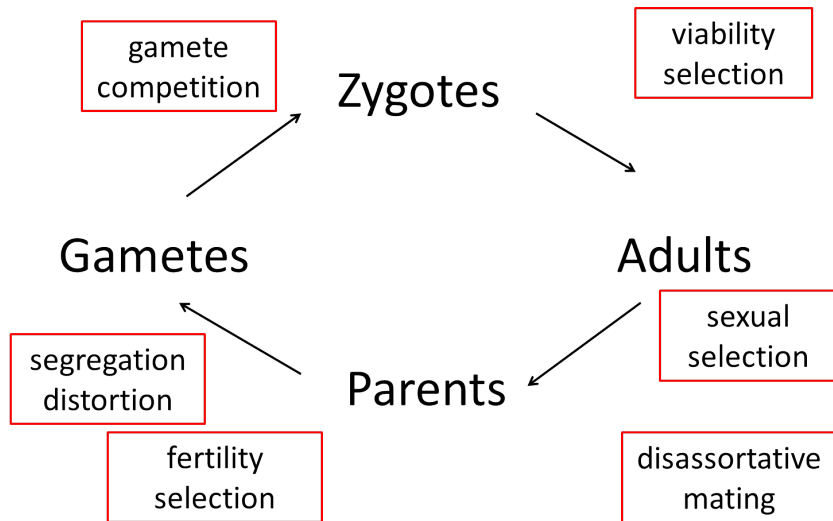 gamete
competition
Zygotes
viability
selection
Gametes
Adults
segregation
distortion
Parents
sexual
selection
fertility
selection
disassortative
mating